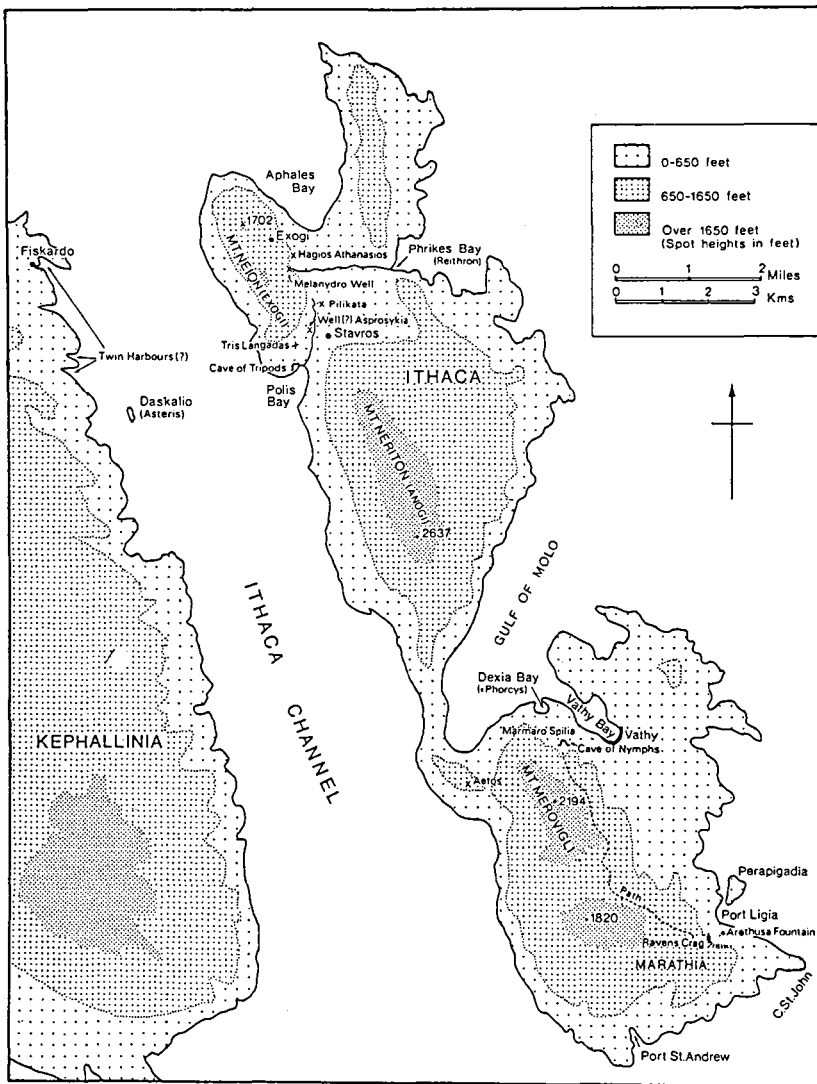 0-650 feet
650-1650 feet
Over 1650 feet
(Spot heights in feet)
0 1 2
Miles
0 1 2 3
Kms
Aphales
Bay
1702
Exogi
Hagios Athanasios
MT NEION (EXOGI)
Phrikes Bay
(Reithron)
Melanydro Well
Pilikata
Well(?) Asprosykia
Stavros
Tris Langadas
Cave of Tripods
Polis
Bay
Fiskardo
Twin Harbours(?)
Daskalio
(Asteris)
ITHACA
MT NERITON (ANOGI)
2637
ITHACA CHANNEL
GULF OF MOLO
KEPHALLINIA
Dexia Bay
(Phorcys)
Vathy Bay
Vathy
Marmaro Spilia
Cave of Nymphs
Aetos
MT MEROVIGLI
2194
Perapigadia
Path
Port Ligia
1820
Arethusa Fountain
Ravens Crag
MARATHIA
C.St.John
Port St.Andrew